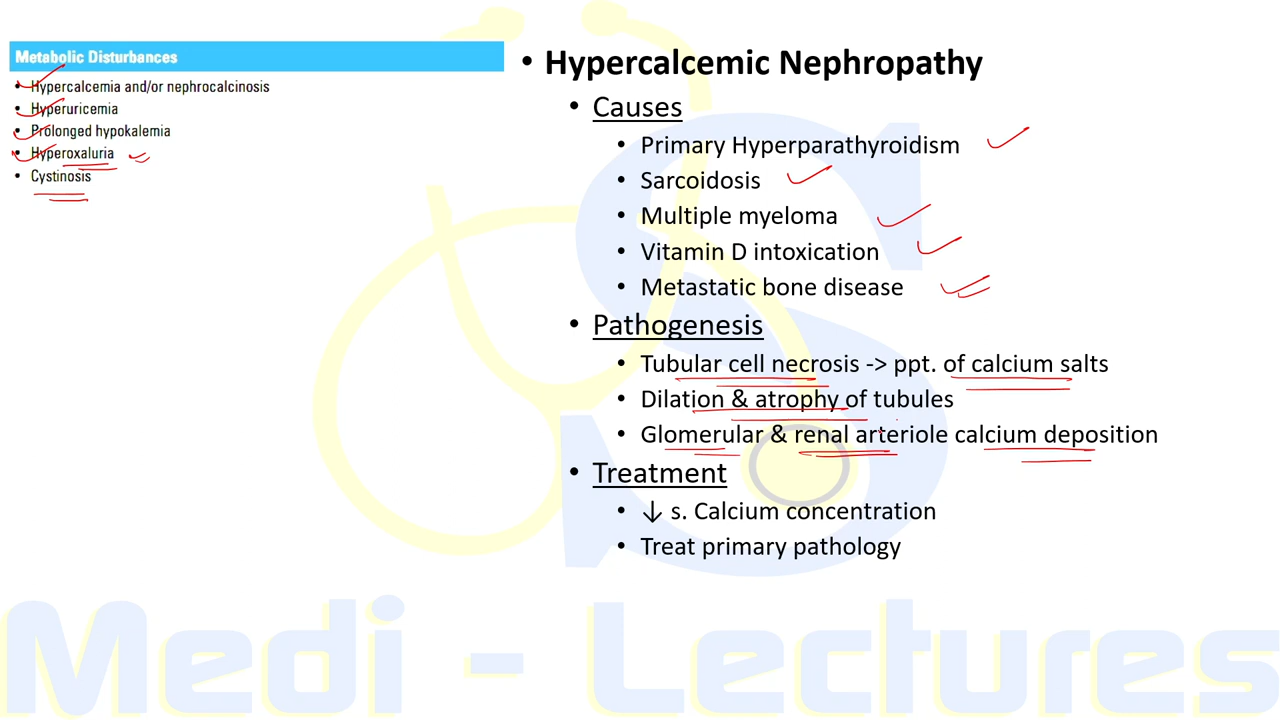 Metabolic Disturbances
• Hypercalcemia and/or nephrocalcinosis
• Hyperuricemia
• Prolonged hypokalemia
• Hyperoxaluria
• Cystinosis
• Hypercalcemic Nephropathy
• Causes
• Primary Hyperparathyroidism
• Sarcoidosis
• Multiple myeloma
• Vitamin D intoxication
• Metastatic bone disease
• Pathogenesis
• Tubular cell necrosis -> ppt. of calcium salts
• Dilation & atrophy of tubules
• Glomerular & renal arteriole calcium deposition
• Treatment
• ↓ s. Calcium concentration
• Treat primary pathology
Medi - Lectures